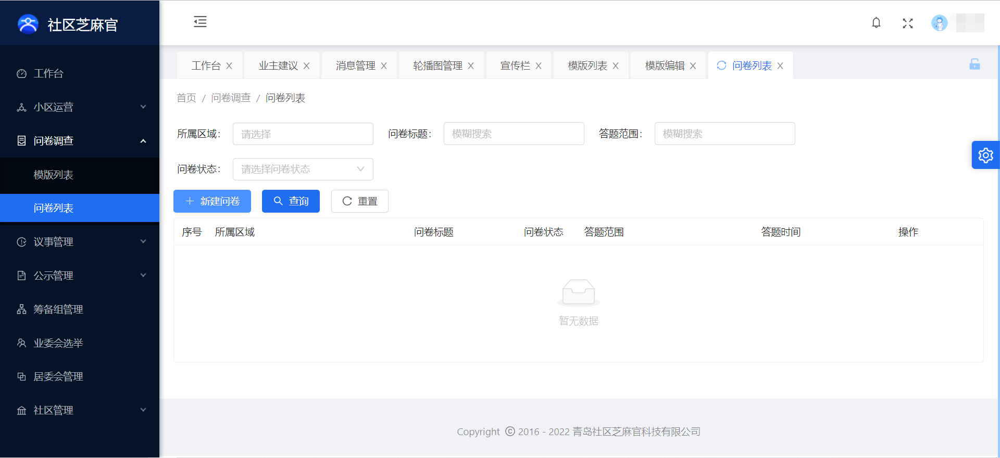 社区芝麻官
工作台
小区运营
问卷调查
模版列表
问卷列表
议事管理
公示管理
筹备组管理
业委会选举
居委会管理
社区管理
工作台 业主建议 消息管理 轮播图管理 宣传栏 模版列表 模版编辑 问卷列表
首页 / 问卷调查 / 问卷列表
所属区域: 请选择 问卷标题: 模糊搜索 答题范围: 模糊搜索
问卷状态: 请选择问卷状态
新建问卷 查询 重置
序号 所属区域 问卷标题 问卷状态 答题范围 答题时间 操作
暂无数据
Copyright © 2016 - 2022 青岛社区芝麻官科技有限公司